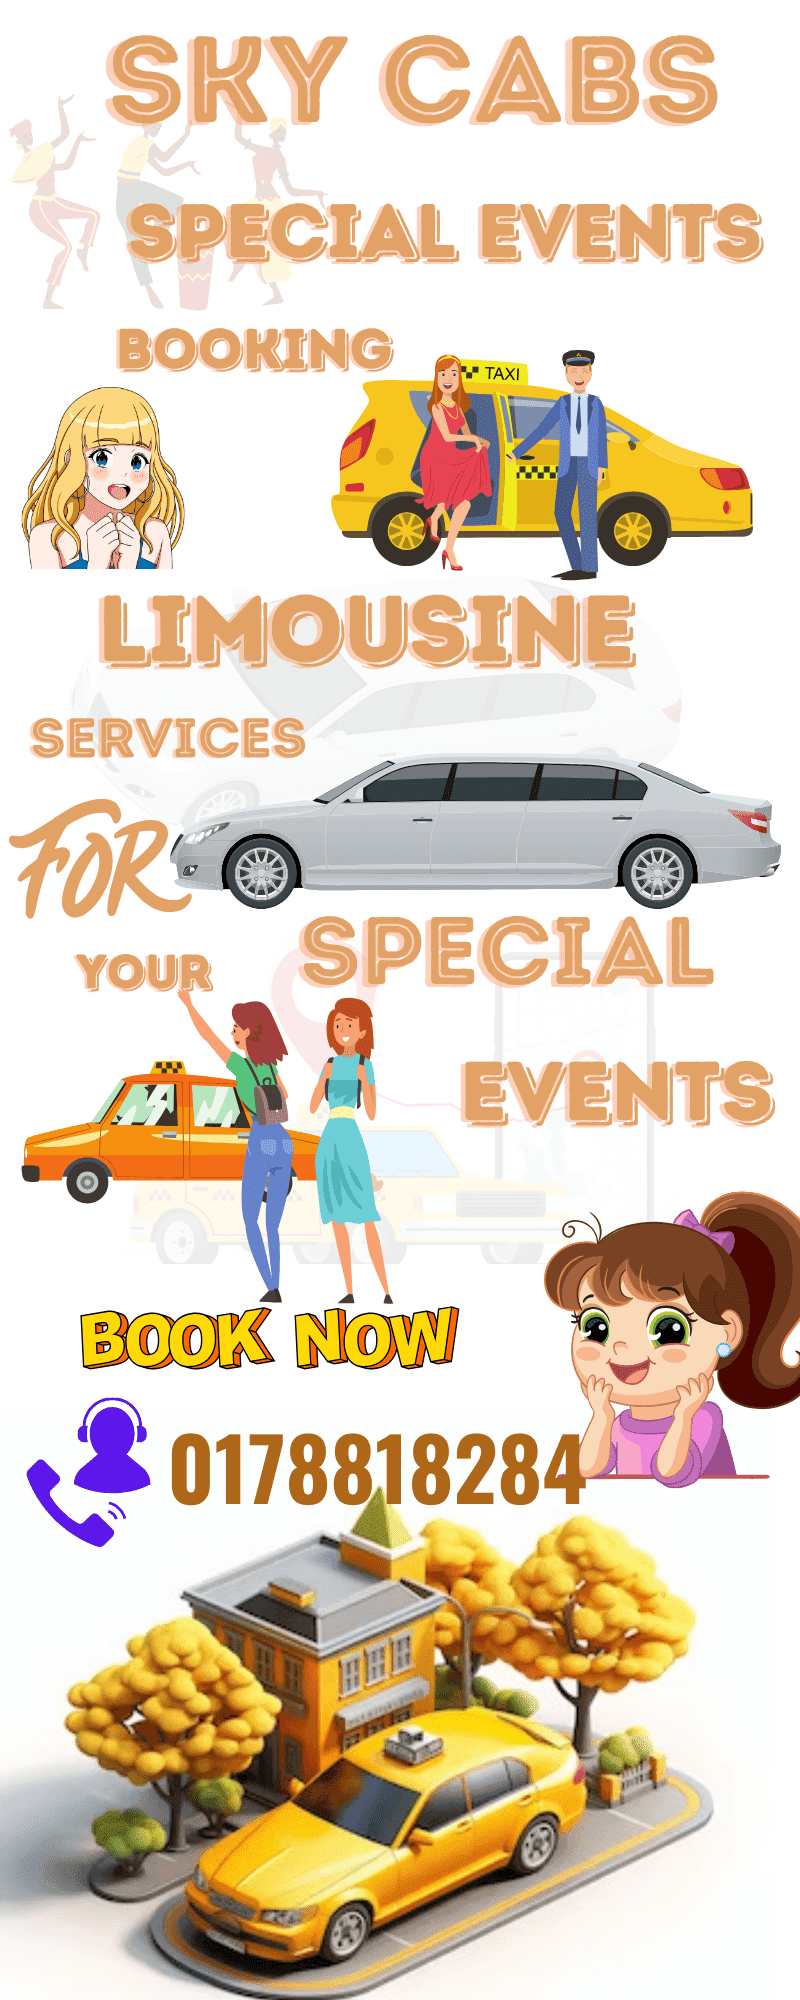 SKY CABS
SPECIAL EVENTS
BOOKING
TAXI
LIMOUSINE
SERVICES
FOR
YOUR
SPECIAL
EVENTS
BOOK NOW
0178818284